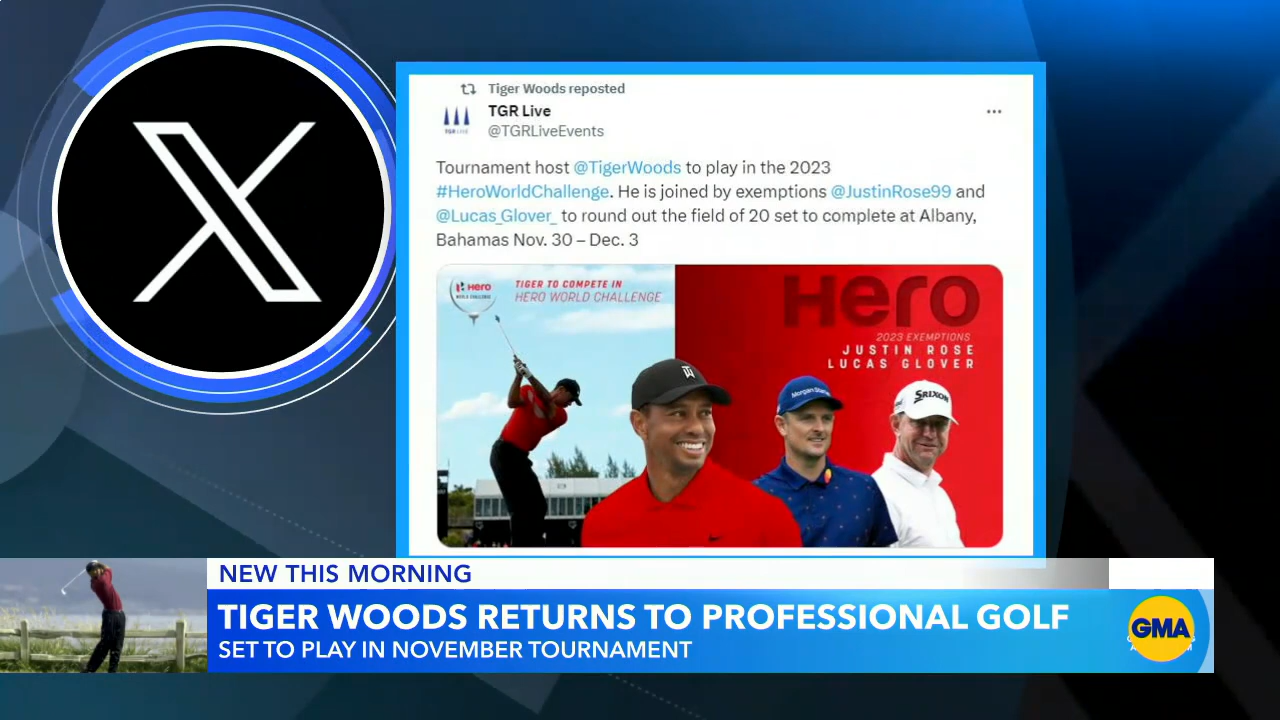 Tiger Woods reposted
TGR Live
@TGRLiveEvents
Tournament host @TigerWoods to play in the 2023
#HeroWorldChallenge. He is joined by exemptions @JustinRose99 and
@Lucas_Glover_ to round out the field of 20 set to complete at Albany,
Bahamas Nov. 30 – Dec. 3
Hero
WORLD CHALLENGE
TIGER TO COMPETE IN
HERO WORLD CHALLENGE
Hero
2023 EXEMPTIONS
JUSTIN ROSE
LUCAS GLOVER
TW
Morgan Stanley
SRIXON
NEW THIS MORNING
TIGER WOODS RETURNS TO PROFESSIONAL GOLF
SET TO PLAY IN NOVEMBER TOURNAMENT
GMA